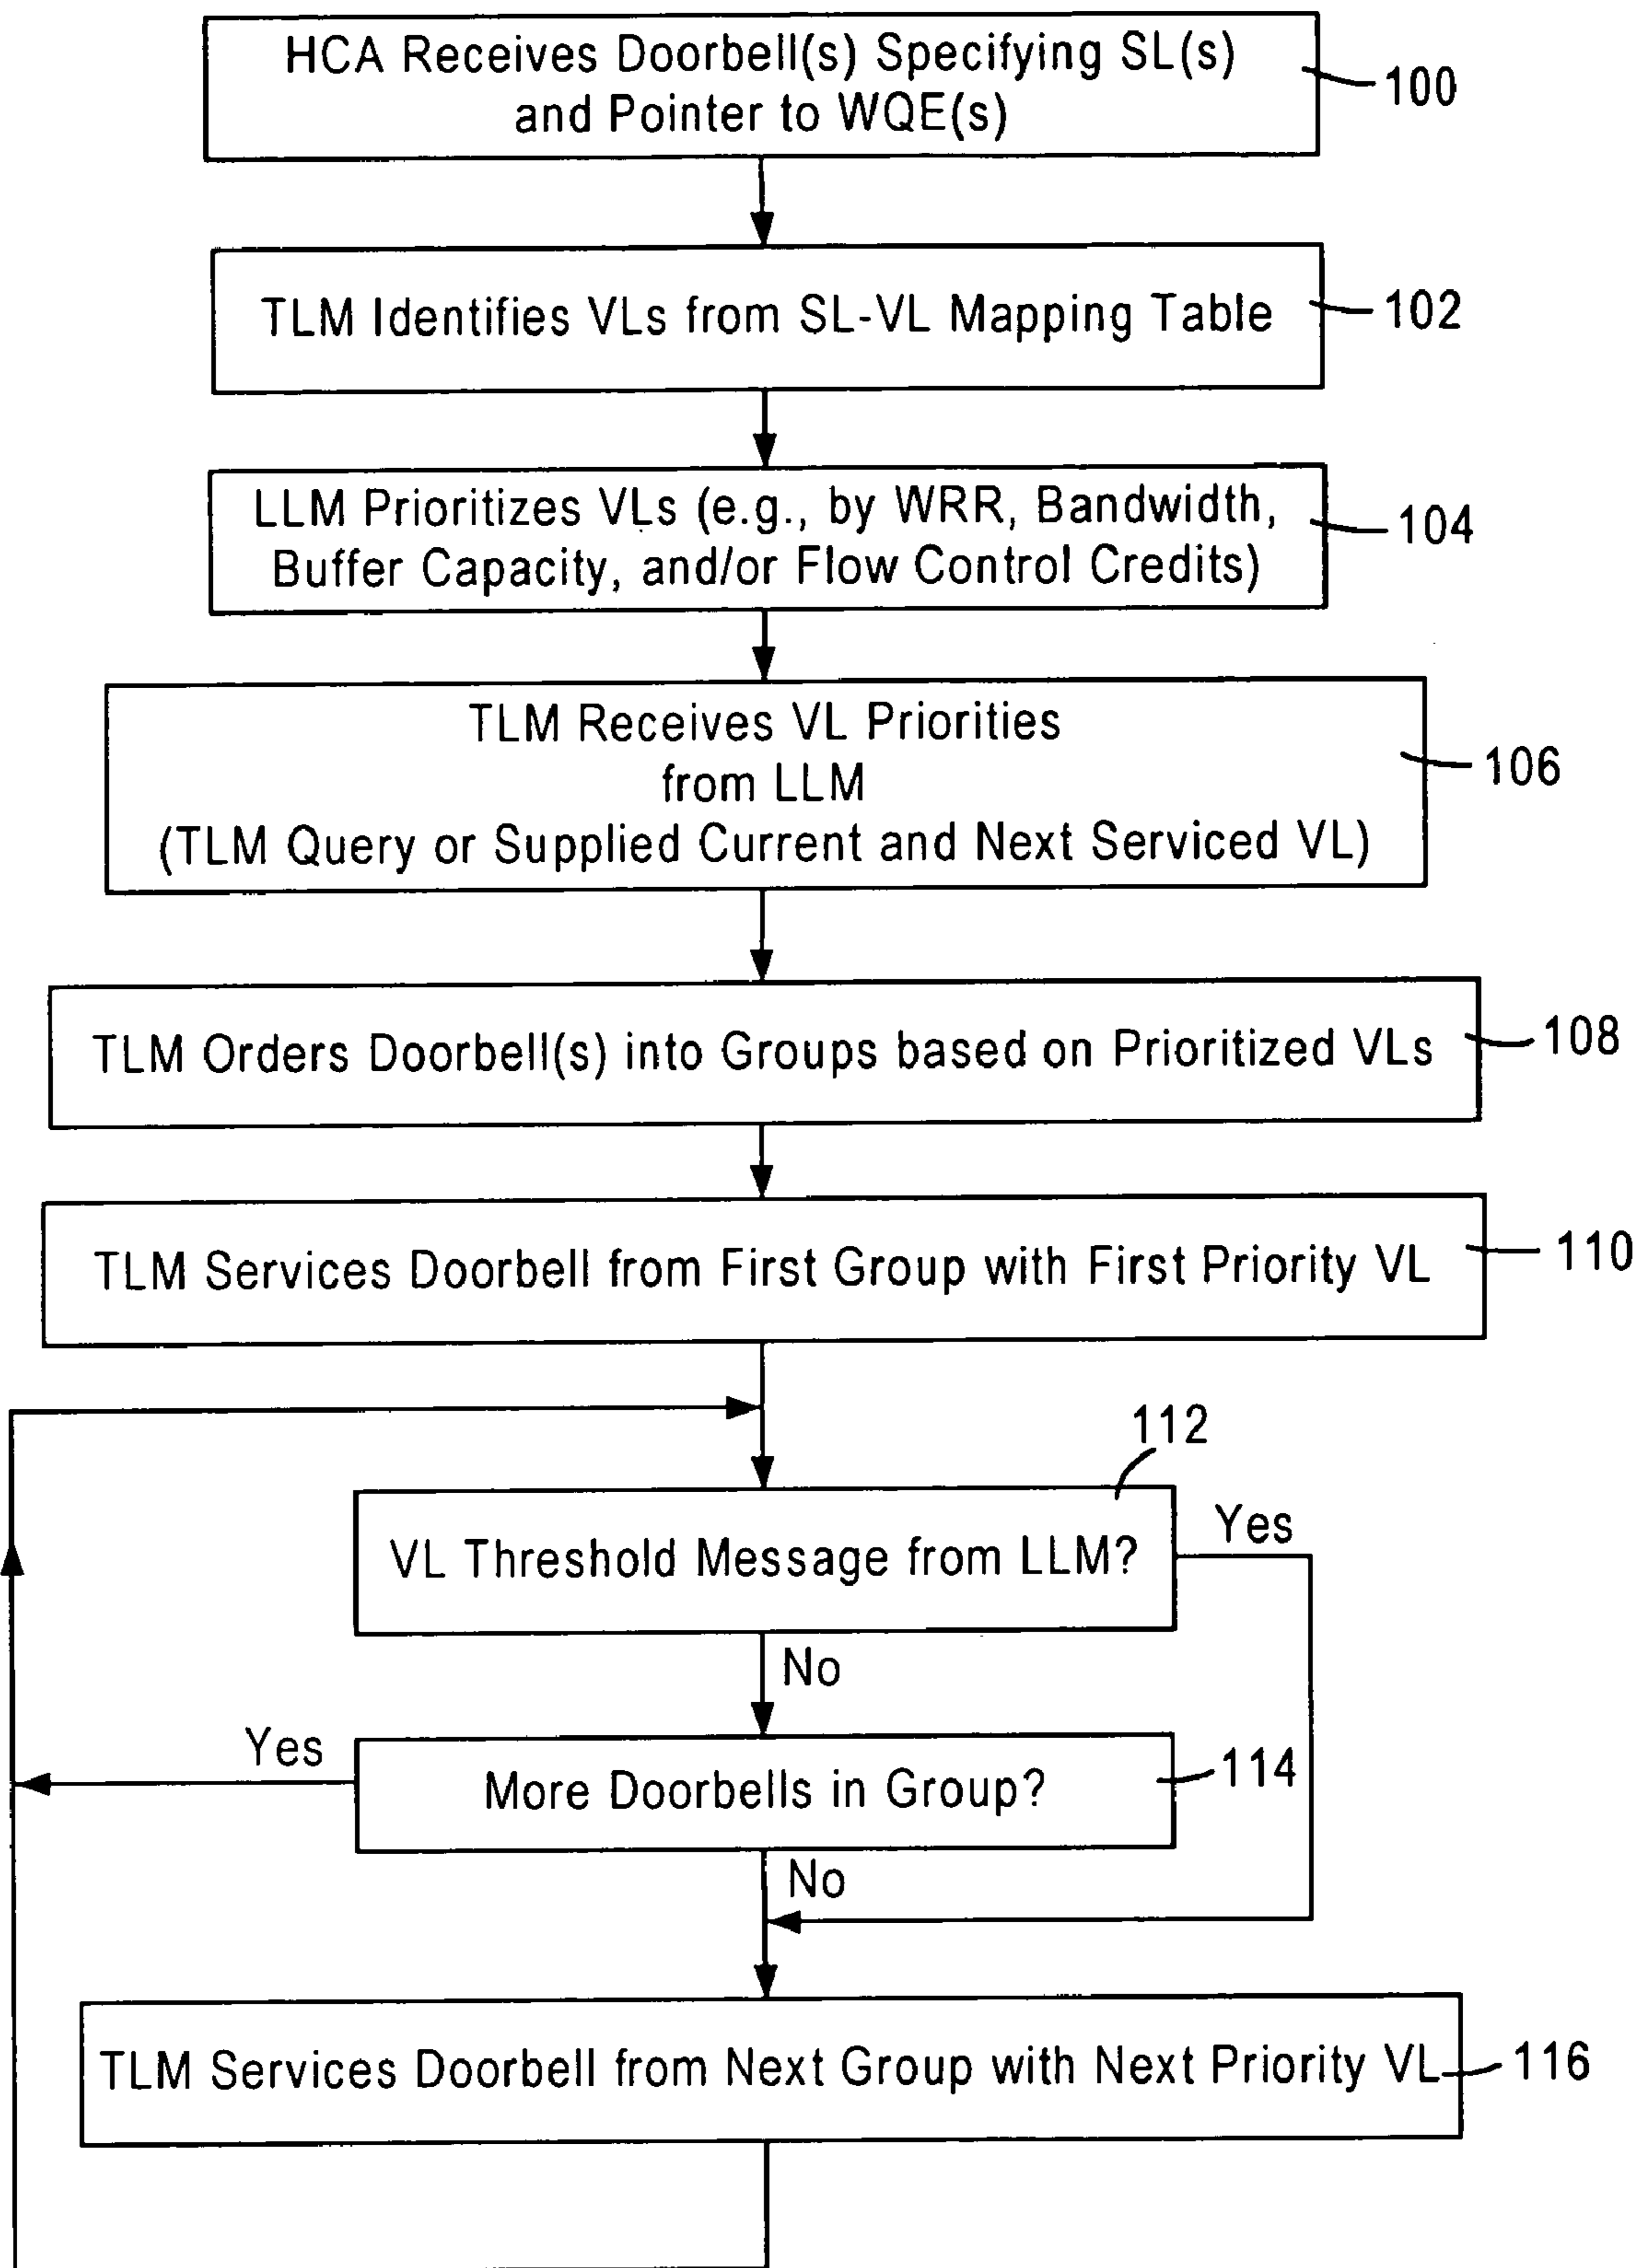 HCA Receives Doorbell(s) Specifying SL(s)
and Pointer to WQE(s)
100
TLM Identifies VLs from SL-VL Mapping Table
102
LLM Prioritizes VLs (e.g., by WRR, Bandwidth,
Buffer Capacity, and/or Flow Control Credits)
104
TLM Receives VL Priorities
from LLM
(TLM Query or Supplied Current and Next Serviced VL)
106
TLM Orders Doorbell(s) into Groups based on Prioritized VLs
108
TLM Services Doorbell from First Group with First Priority VL
110
112
VL Threshold Message from LLM?
Yes
No
Yes
More Doorbells in Group?
114
No
TLM Services Doorbell from Next Group with Next Priority VL
116